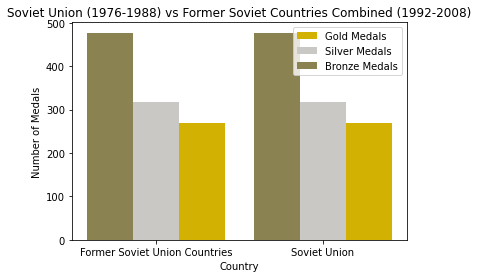 Soviet Union (1976-1988) vs Former Soviet Countries Combined (1992-2008)
Gold Medals
Silver Medals
Bronze Medals
500
400
300
200
100
0
Number of Medals
Former Soviet Union Countries
Soviet Union
Country